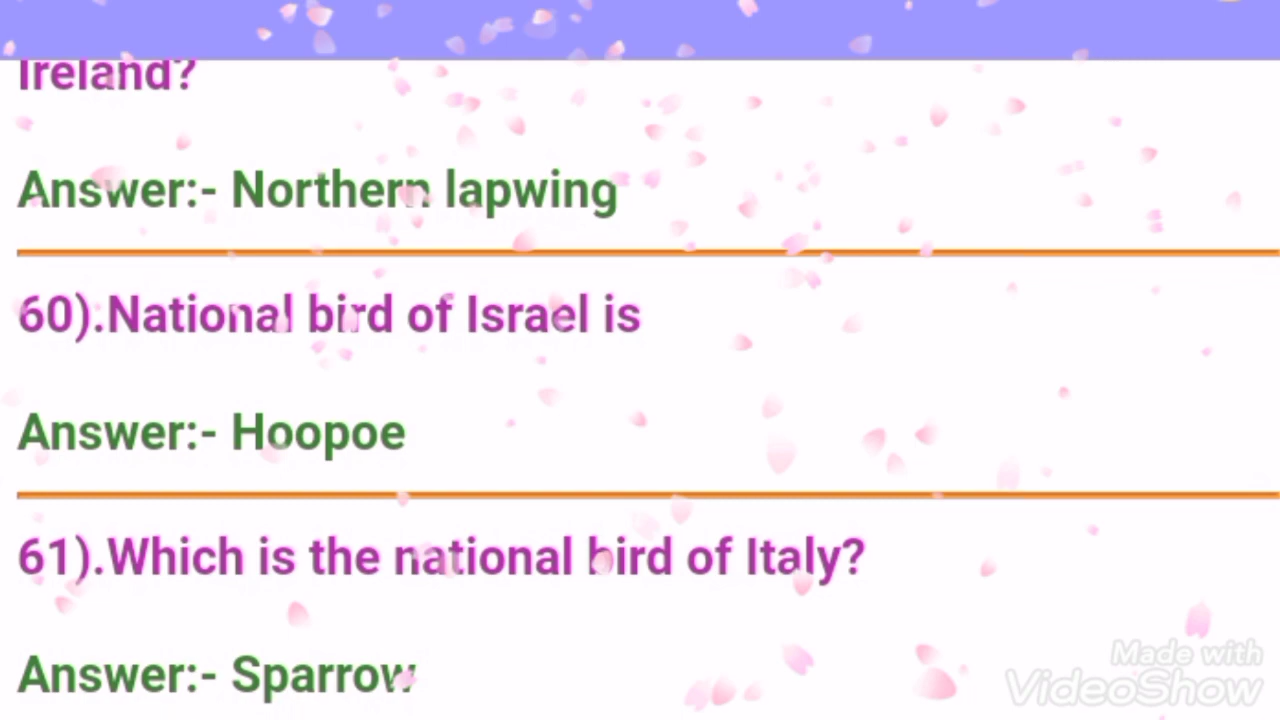 Ireland?
Answer:- Northern lapwing
60).National bird of Israel is
Answer:- Hoopoe
61).Which is the national bird of Italy?
Answer:- Sparrow
Made with
VideoShow